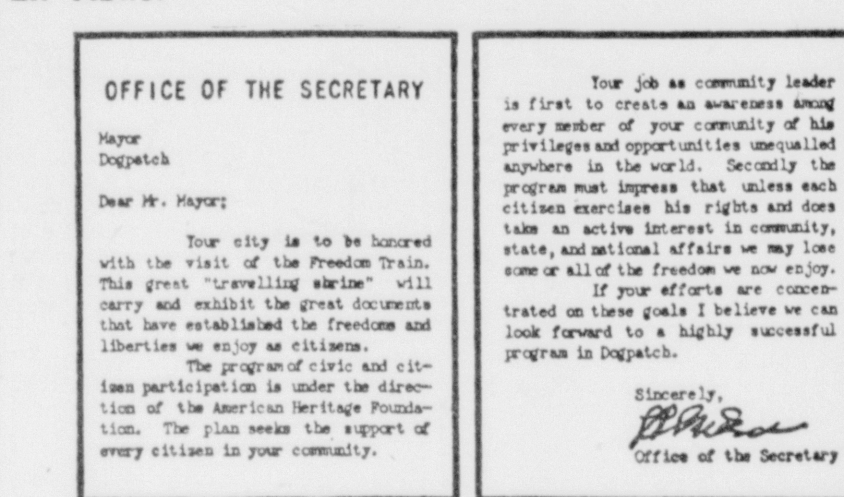 OFFICE OF THE SECRETARY
Mayor
Dogpatch
Dear Mr. Mayor;
Your city is to be honored
with the visit of the Freedom Train.
This great "travelling shrine" will
carry and exhibit the great documents
that have established the freedoms and
liberties we enjoy as citizens.
The program of civic and cit-
izen participation is under the direc-
tion of the American Heritage Founda-
tion. The plan seeks the support of
every citizen in your community.
Your job as community leader
is first to create an awareness among
every member of your community of his
privileges and opportunities unequalled
anywhere in the world. Secondly the
program must impress that unless each
citizen exercises his rights and does
take an active interest in community,
state, and national affairs we may lose
some or all of the freedom we now enjoy.
If your efforts are concen-
trated on these goals I believe we can
look forward to a highly successful
program in Dogpatch.
Sincerely,
Office of the Secretary